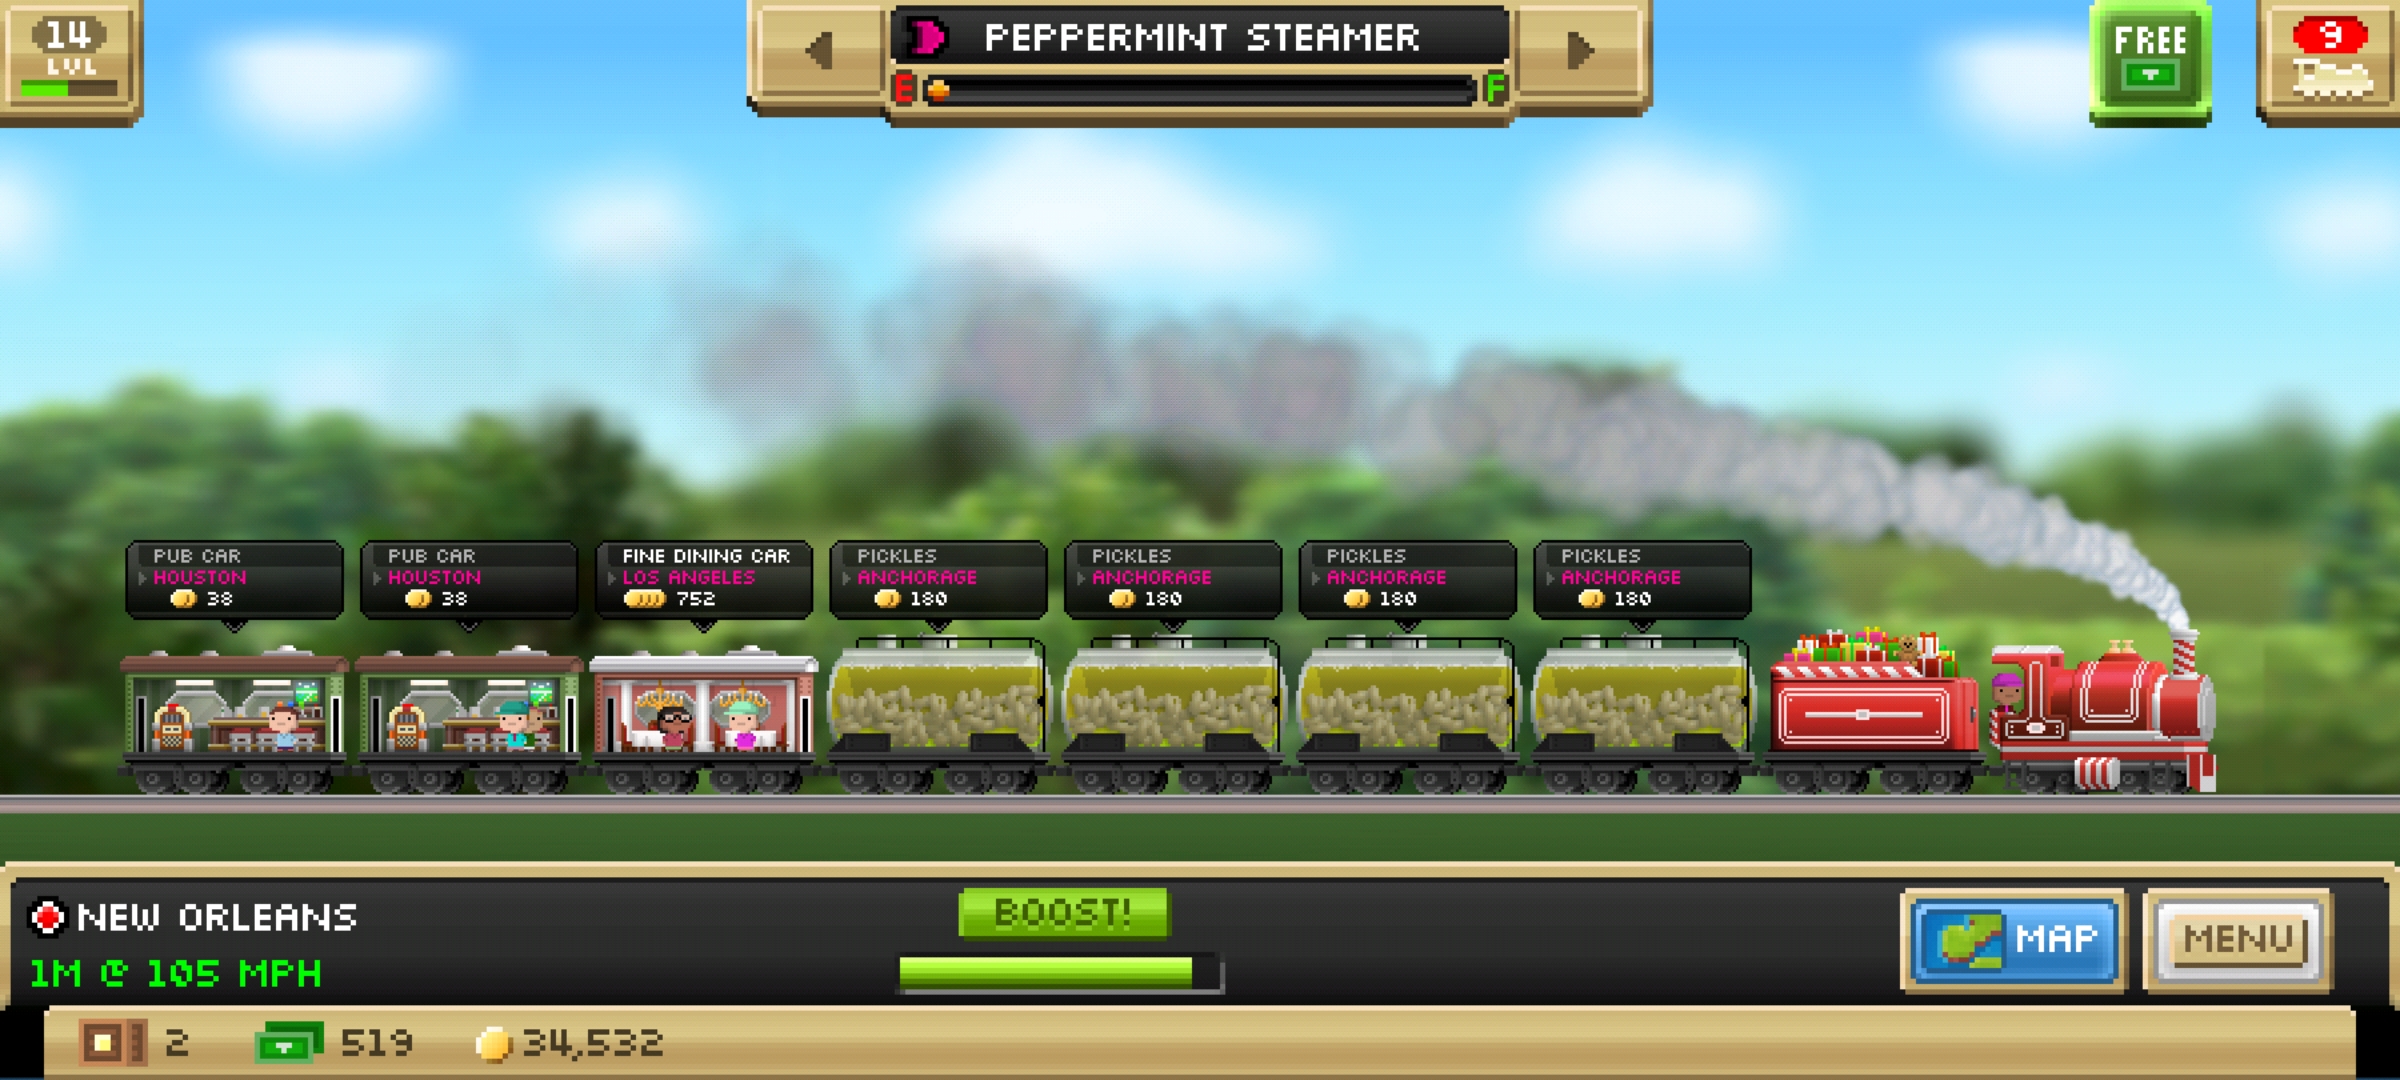 14
LVL
PEPPERMINT STEAMER
E F
FREE
9
PUB CAR
HOUSTON
38
PUB CAR
HOUSTON
38
FINE DINING CAR
LOS ANGELES
752
PICKLES
ANCHORAGE
180
PICKLES
ANCHORAGE
180
PICKLES
ANCHORAGE
180
PICKLES
ANCHORAGE
180
NEW ORLEANS
1M @ 105 MPH
BOOST!
MAP
MENU
2
519
34,532